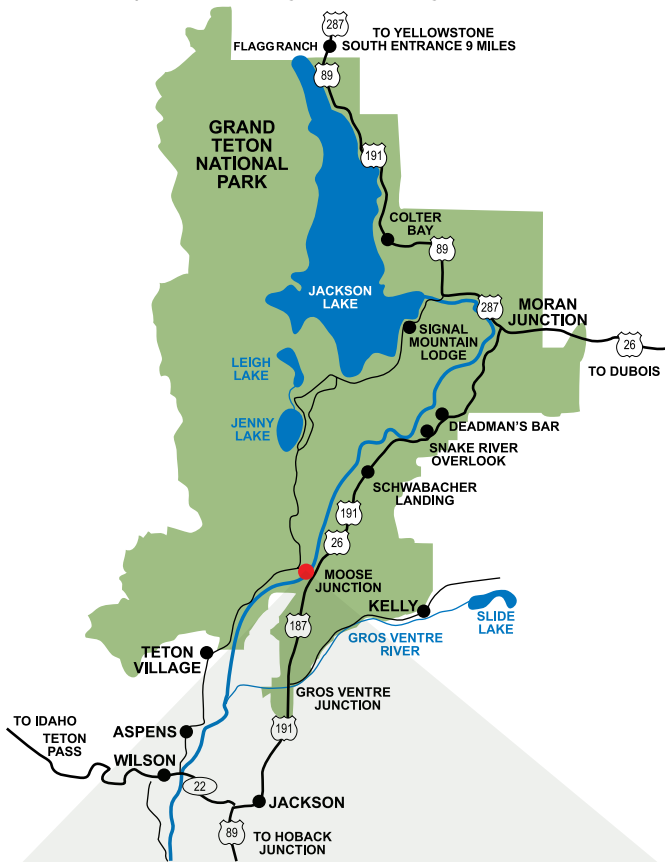 287
TO YELLOWSTONE
SOUTH ENTRANCE 9 MILES
FLAGG RANCH
89
GRAND
TETON
NATIONAL
PARK
191
COLTER
BAY
89
JACKSON
LAKE
287
MORAN
JUNCTION
SIGNAL
MOUNTAIN
LODGE
26
TO DUBOIS
LEIGH
LAKE
JENNY
LAKE
DEADMAN'S BAR
SNAKE RIVER
OVERLOOK
SCHWABACHER
LANDING
191
26
MOOSE
JUNCTION
KELLY
SLIDE
LAKE
187
GROS VENTRE
RIVER
TETON
VILLAGE
GROS VENTRE
JUNCTION
TO IDAHO
TETON
PASS
ASPENS
191
WILSON
22
JACKSON
89
TO HOBACK
JUNCTION